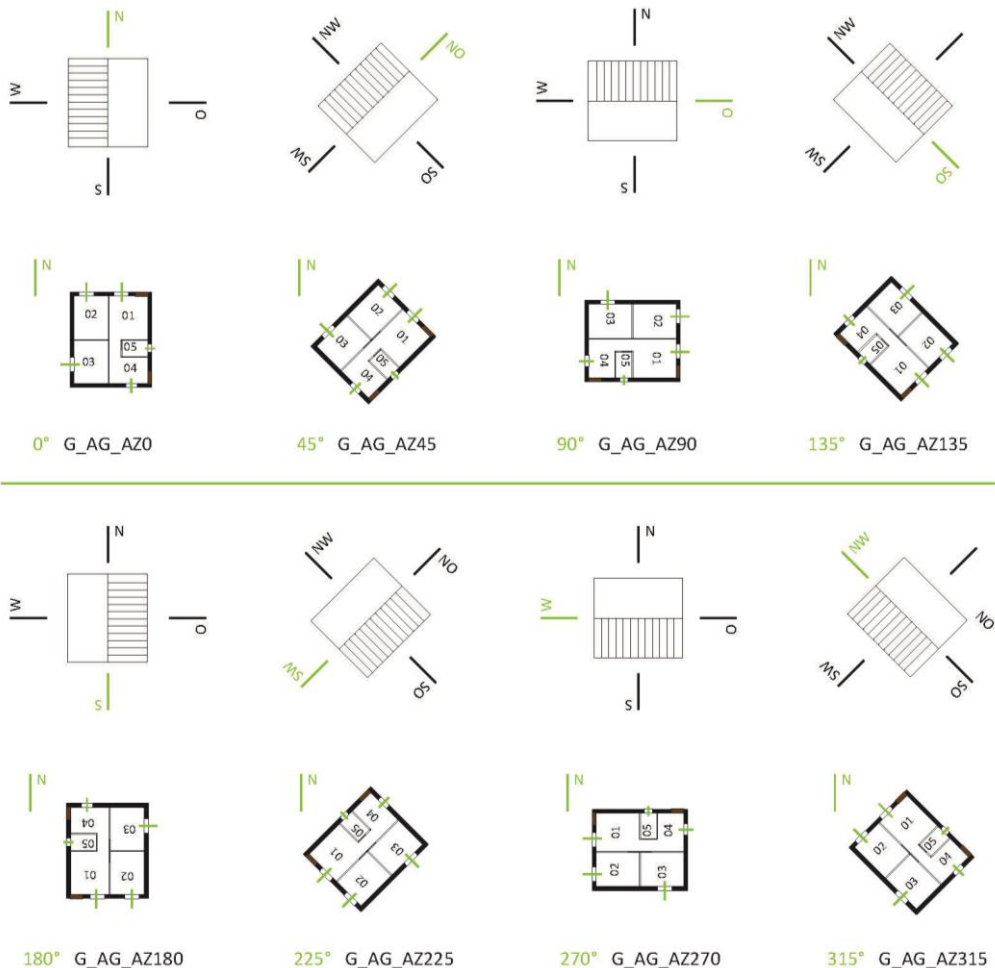 N
W
O
S
NW
NO
SW
SO
N
W
O
S
NW
SW
SO
N
02
01
03
05
04
N
02
01
03
05
04
N
03
02
04
05
01
N
03
04
02
05
01
0° G_AG_AZ0
45° G_AG_AZ45
90° G_AG_AZ90
135° G_AG_AZ135
N
W
O
S
NW
NO
SW
SO
N
W
O
S
NW
NO
SW
SO
N
04
03
05
01
02
N
04
05
03
01
02
N
01
05
04
02
03
N
01
02
05
04
03
180° G_AG_AZ180
225° G_AG_AZ225
270° G_AG_AZ270
315° G_AG_AZ315